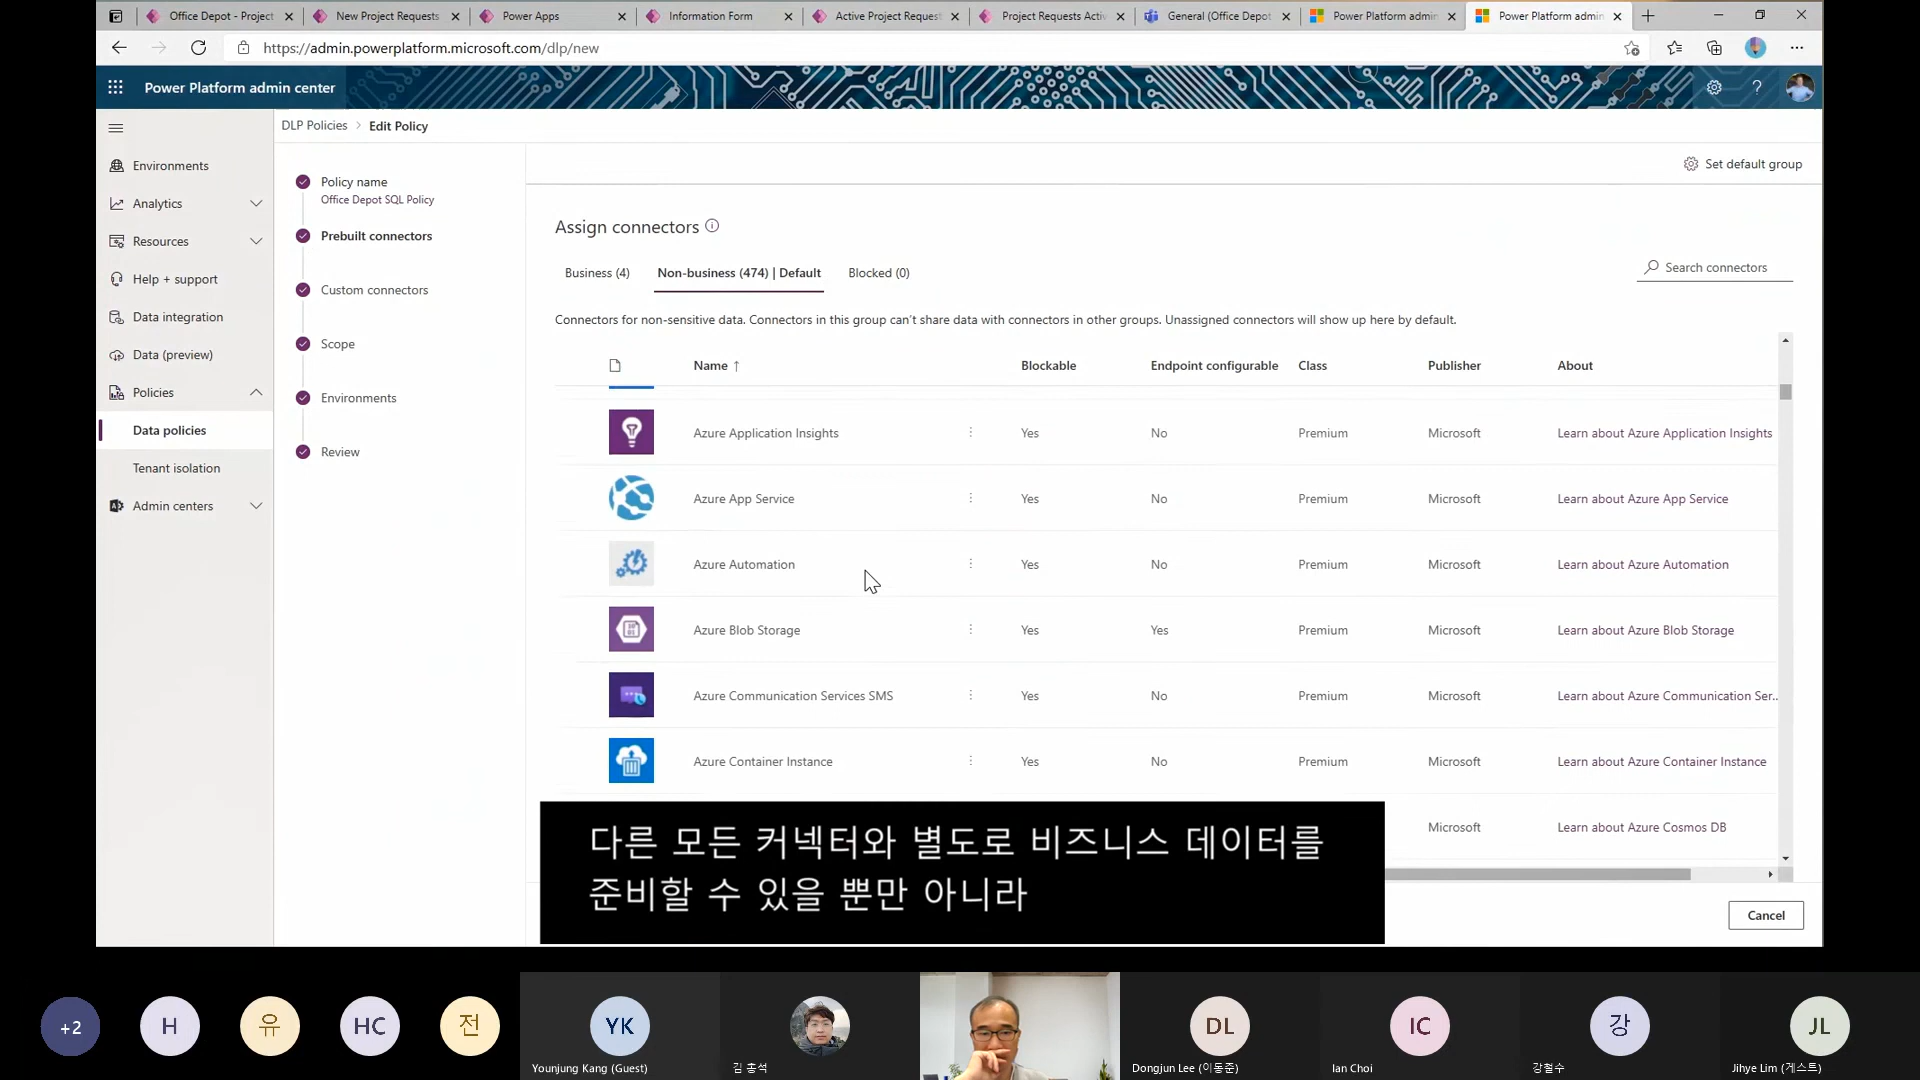 Office Depot - Project
New Project Requests
Power Apps
Information Form
Active Project Request
Project Requests Activ
General (Office Depot
Power Platform admin
Power Platform admin
https://admin.powerplatform.microsoft.com/dlp/new
Power Platform admin center
?
DLP Policies > Edit Policy
Environments
Analytics
Resources
Help + support
Data integration
Data (preview)
Policies
Data policies
Tenant isolation
Admin centers
Policy name
Office Depot SQL Policy
Prebuilt connectors
Custom connectors
Scope
Environments
Review
Set default group
Assign connectors
Business (4) Non-business (474) | Default Blocked (0)
Search connectors
Connectors for non-sensitive data. Connectors in this group can't share data with connectors in other groups. Unassigned connectors will show up here by default.
Name ↑ Blockable Endpoint configurable Class Publisher About
Azure Application Insights Yes No Premium Microsoft Learn about Azure Application Insights
Azure App Service Yes No Premium Microsoft Learn about Azure App Service
Azure Automation Yes No Premium Microsoft Learn about Azure Automation
Azure Blob Storage Yes Yes Premium Microsoft Learn about Azure Blob Storage
Azure Communication Services SMS Yes No Premium Microsoft Learn about Azure Communication Ser..
Azure Container Instance Yes No Premium Microsoft Learn about Azure Container Instance
Microsoft Learn about Azure Cosmos DB
다른 모든 커넥터와 별도로 비즈니스 데이터를
준비할 수 있을 뿐만 아니라
Cancel
+2 H 유 HC 전 YK DL IC 강 JL
Younjung Kang (Guest) 김 홍석 Dongjun Lee (이동준) Ian Choi 강철수 Jihye Lim (게스트)